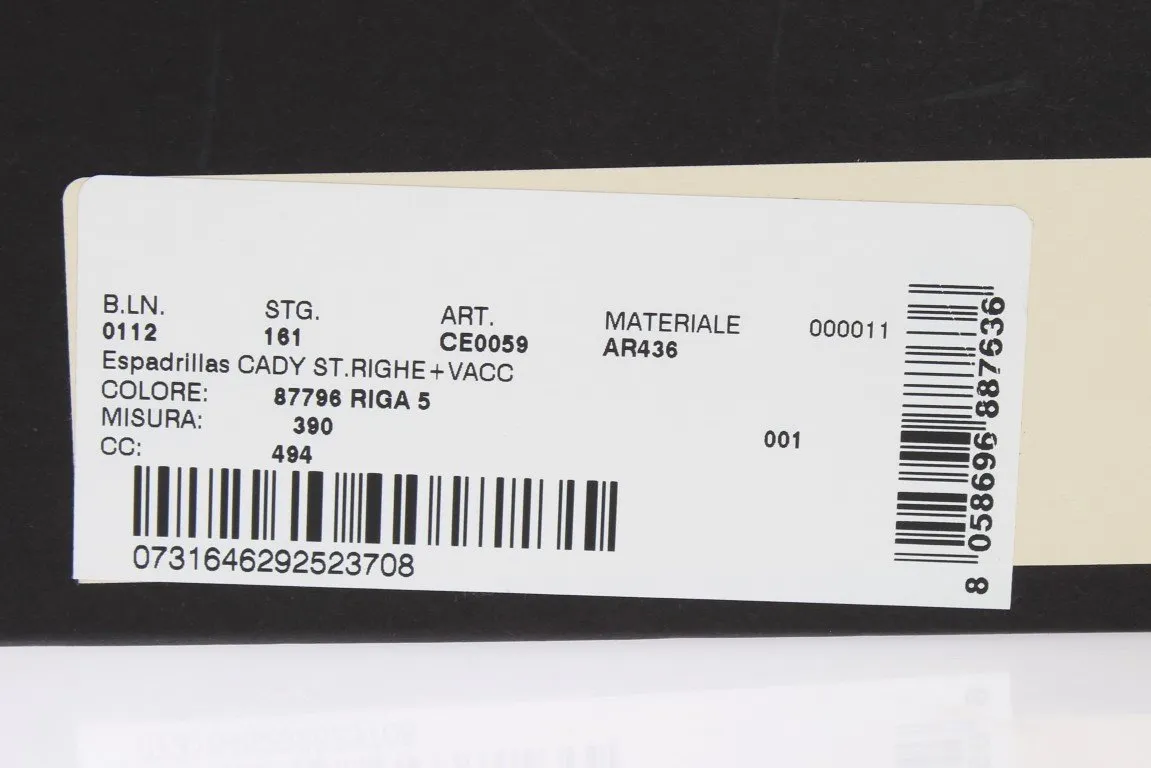 B.LN. STG. ART. MATERIALE 000011
0112 161 CE0059 AR436
Espadrillas CADY ST.RIGHE+VACC
COLORE: 87796 RIGA 5
MISURA: 390 001
CC: 494
0731646292523708
8 058696 887636